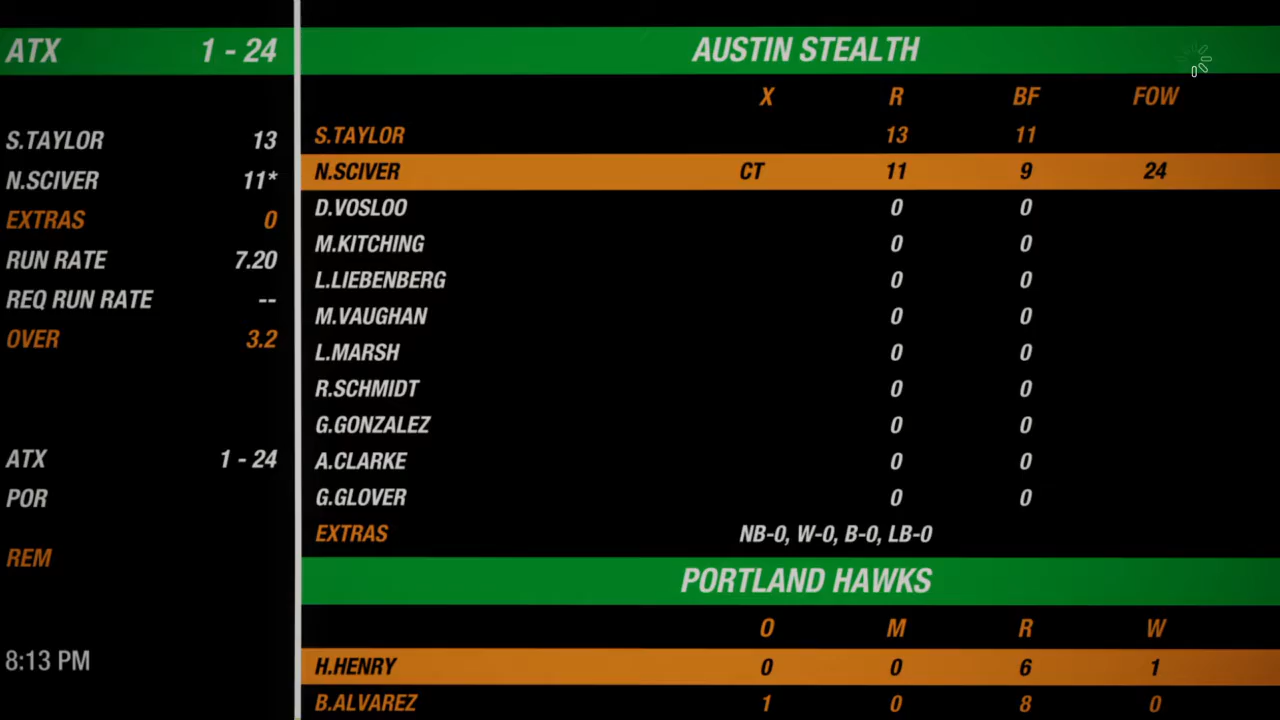 ATX 1 - 24
S.TAYLOR 13
N.SCIVER 11*
EXTRAS 0
RUN RATE 7.20
REQ RUN RATE --
OVER 3.2
ATX 1 - 24
POR
REM
8:13 PM
AUSTIN STEALTH
X R BF FOW
S.TAYLOR 13 11
N.SCIVER CT 11 9 24
D.VOSLOO 0 0
M.KITCHING 0 0
L.LIEBENBERG 0 0
M.VAUGHAN 0 0
L.MARSH 0 0
R.SCHMIDT 0 0
G.GONZALEZ 0 0
A.CLARKE 0 0
G.GLOVER 0 0
EXTRAS NB-0, W-0, B-0, LB-0
PORTLAND HAWKS
O M R W
H.HENRY 0 0 6 1
B.ALVAREZ 1 0 8 0